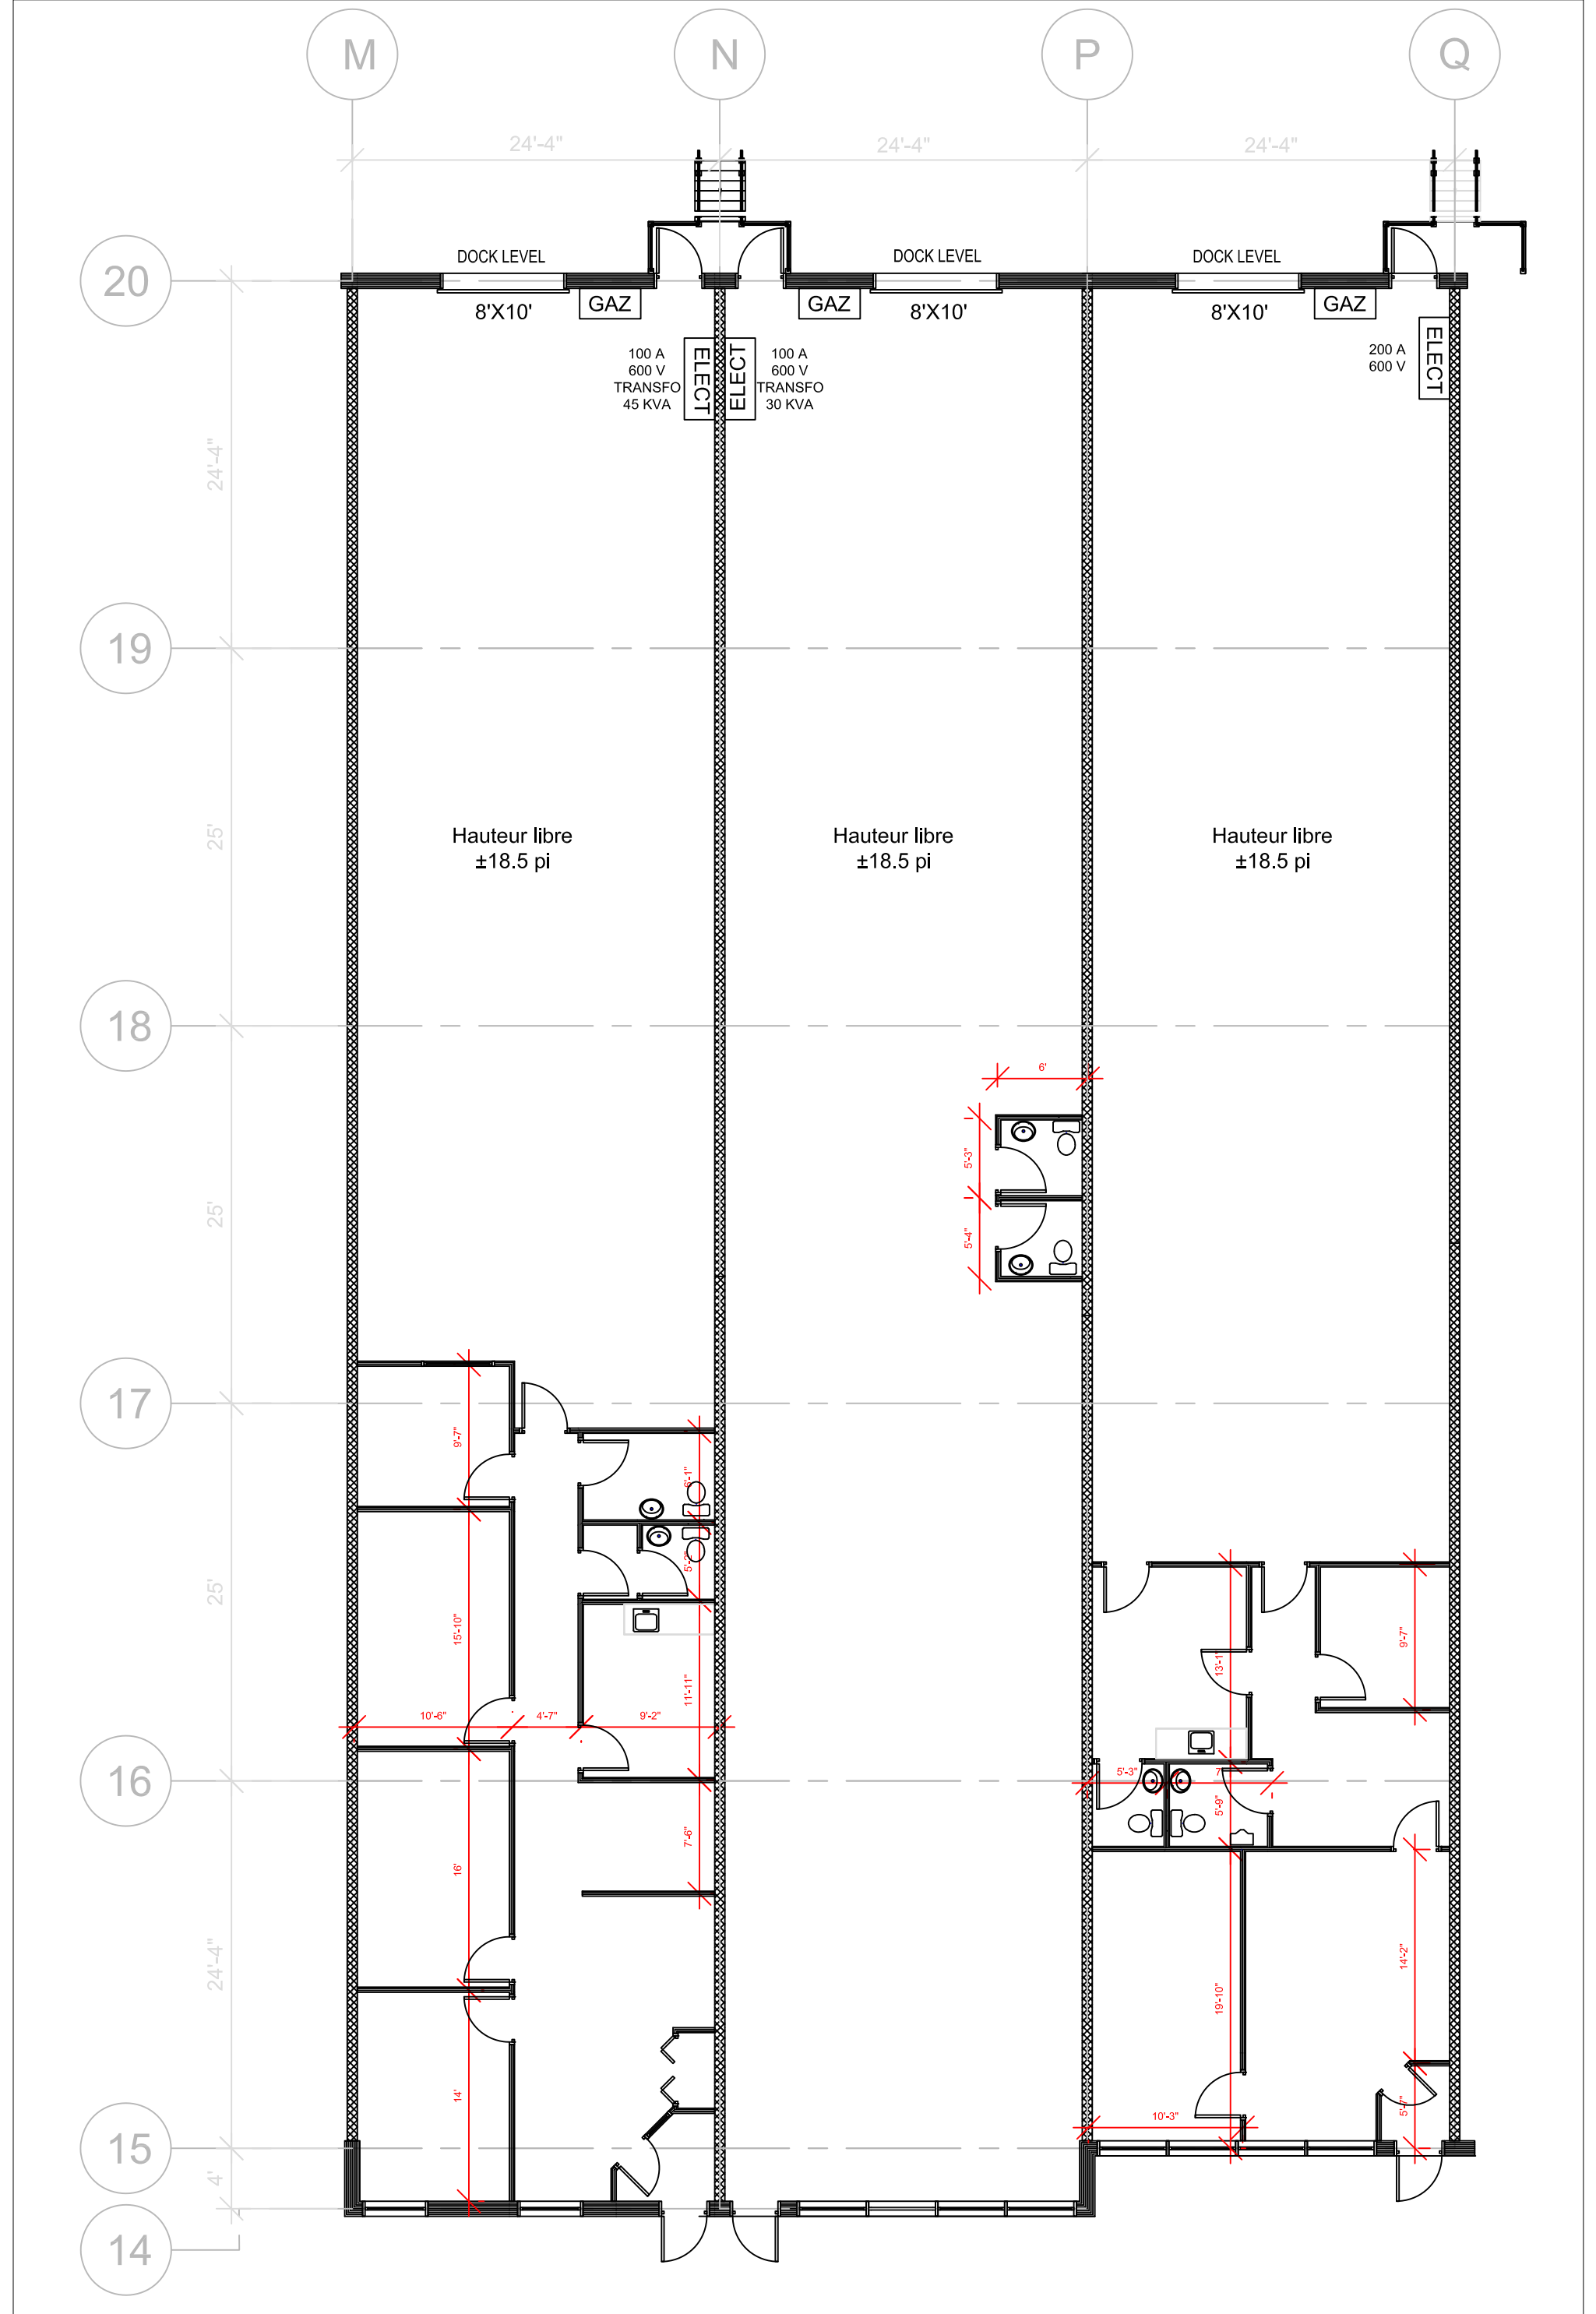 M
N
P
Q
24'-4"
24'-4"
24'-4"
20
DOCK LEVEL
DOCK LEVEL
DOCK LEVEL
8'X10'
GAZ
GAZ
8'X10'
8'X10'
GAZ
100 A
600 V
TRANSFO
45 KVA
ELECT
ELECT
100 A
600 V
TRANSFO
30 KVA
200 A
600 V
ELECT
24'-4"
19
25'
Hauteur libre
±18.5 pi
Hauteur libre
±18.5 pi
Hauteur libre
±18.5 pi
18
6'
5'-3"
25'
5'-4"
17
9'-7"
6'-1"
5'-2"
25'
15'-10"
9'-7"
13'-1"
11'-11"
10'-6"
4'-7"
9'-2"
16
5'-3"
7'
5'-9"
7'-6"
16'
24'-4"
14'-2"
19'-10"
14'
5'-7"
10'-3"
15
4'
14